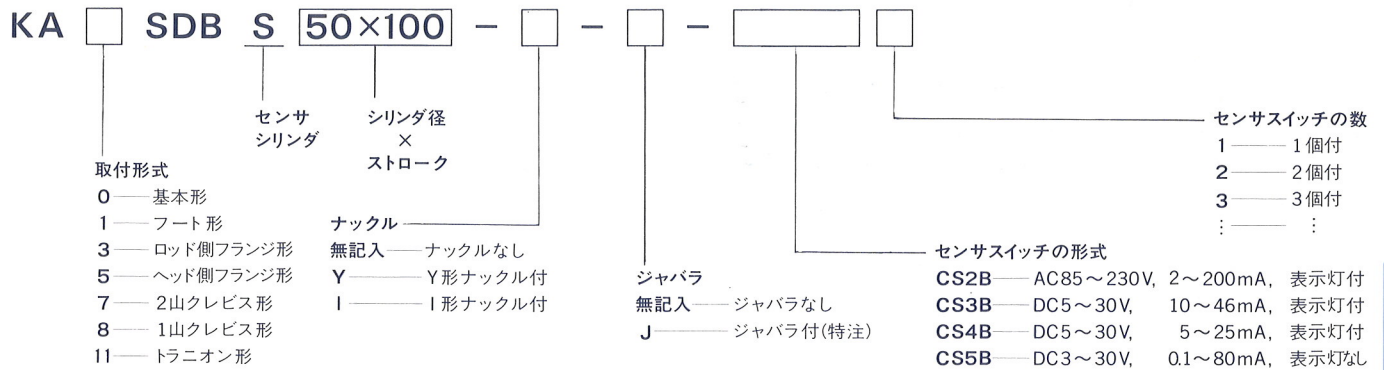 KA □ SDB S 50×100 － □ － □ － □ □
センサ
シリンダ
シリンダ径
×
ストローク
取付形式
0 基本形
1 フート形
3 ロッド側フランジ形
5 ヘッド側フランジ形
7 2山クレビス形
8 1山クレビス形
11 トラニオン形
ナックル
無記入 ナックルなし
Y Y形ナックル付
I I形ナックル付
ジャバラ
無記入 ジャバラなし
J ジャバラ付(特注)
センサスイッチの形式
CS2B AC85～230V, 2～200mA, 表示灯付
CS3B DC5～30V, 10～46mA, 表示灯付
CS4B DC5～30V, 5～25mA, 表示灯付
CS5B DC3～30V, 0.1～80mA, 表示灯なし
センサスイッチの数
1 1個付
2 2個付
3 3個付
⋮ ⋮